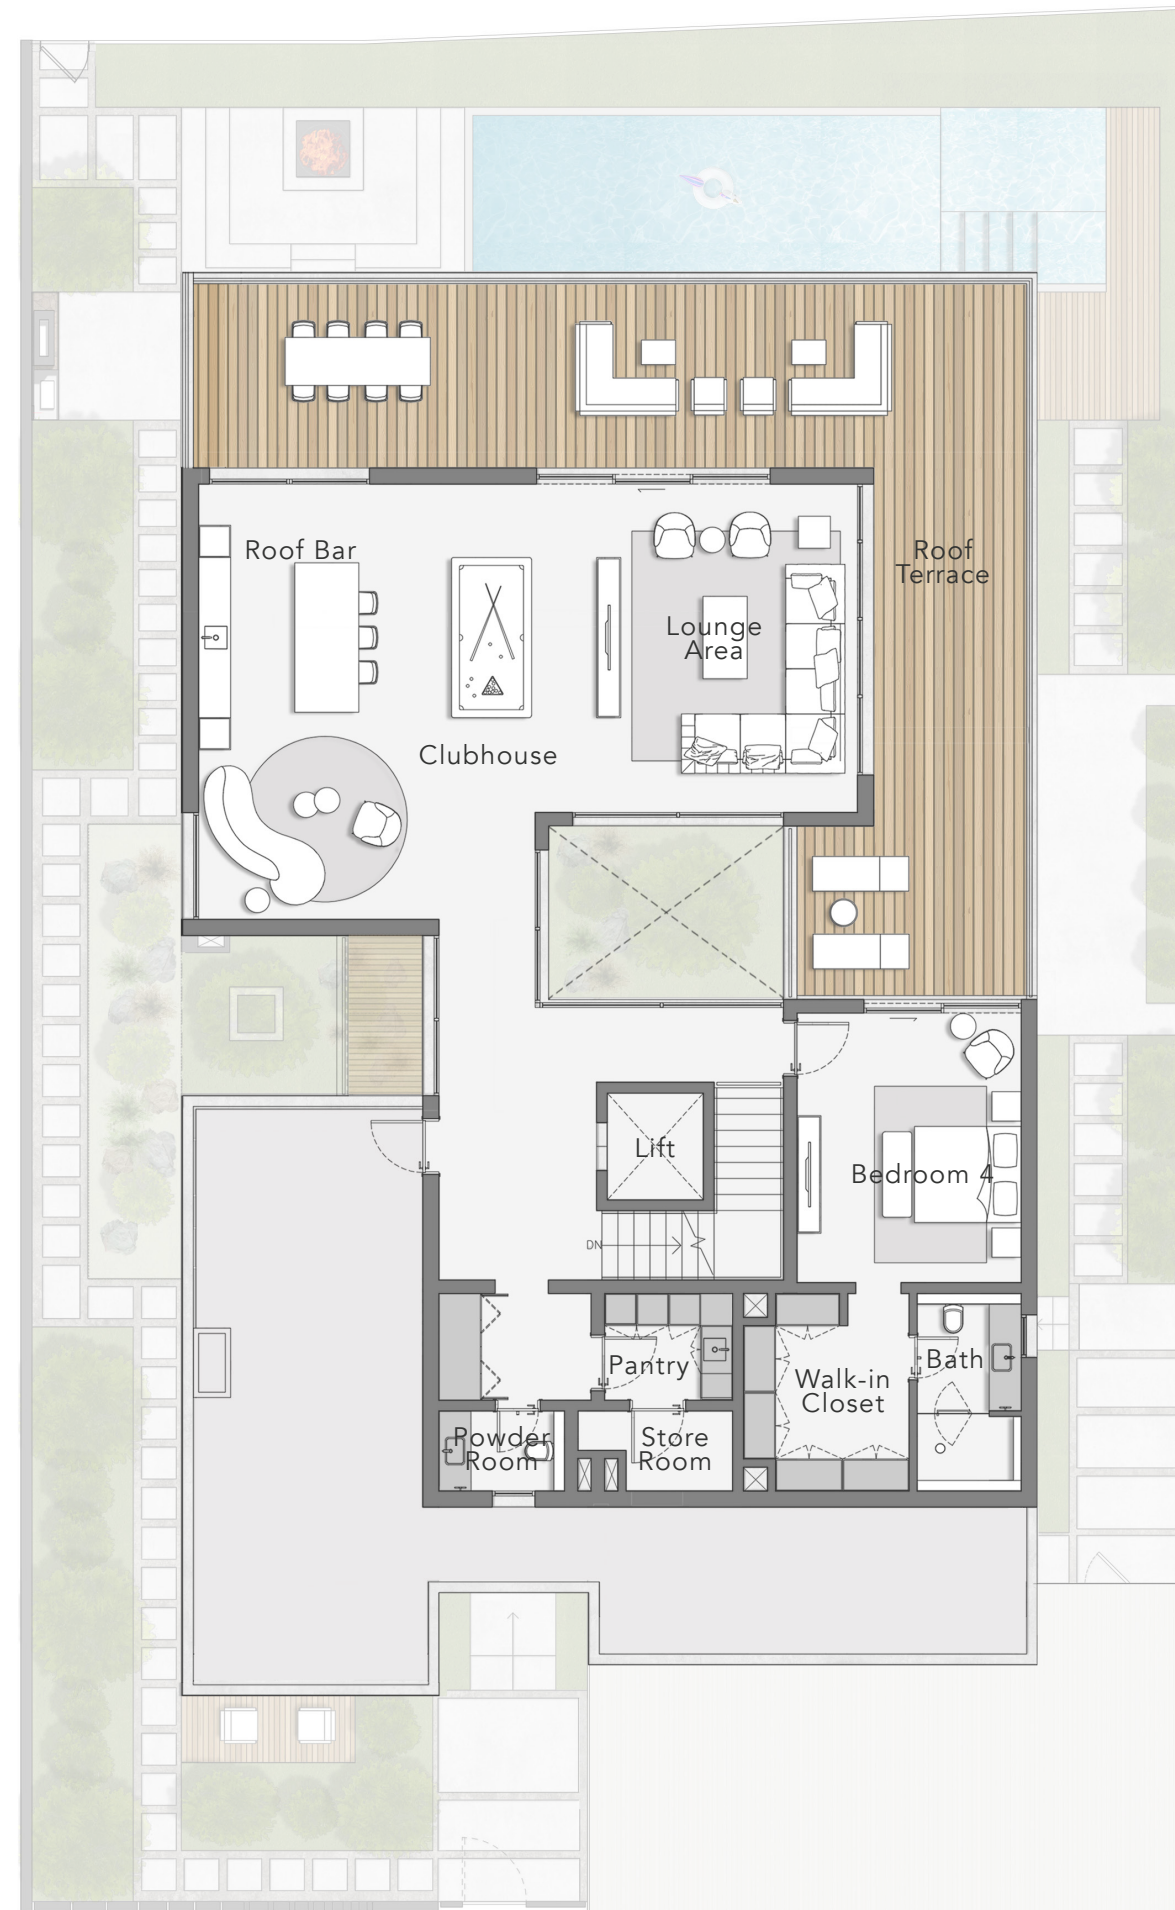 Roof Bar
Roof
Terrace
Lounge
Area
Clubhouse
Lift
Bedroom 4
DN
Pantry
Walk-in
Closet
Bath
Powder
Room
Store
Room